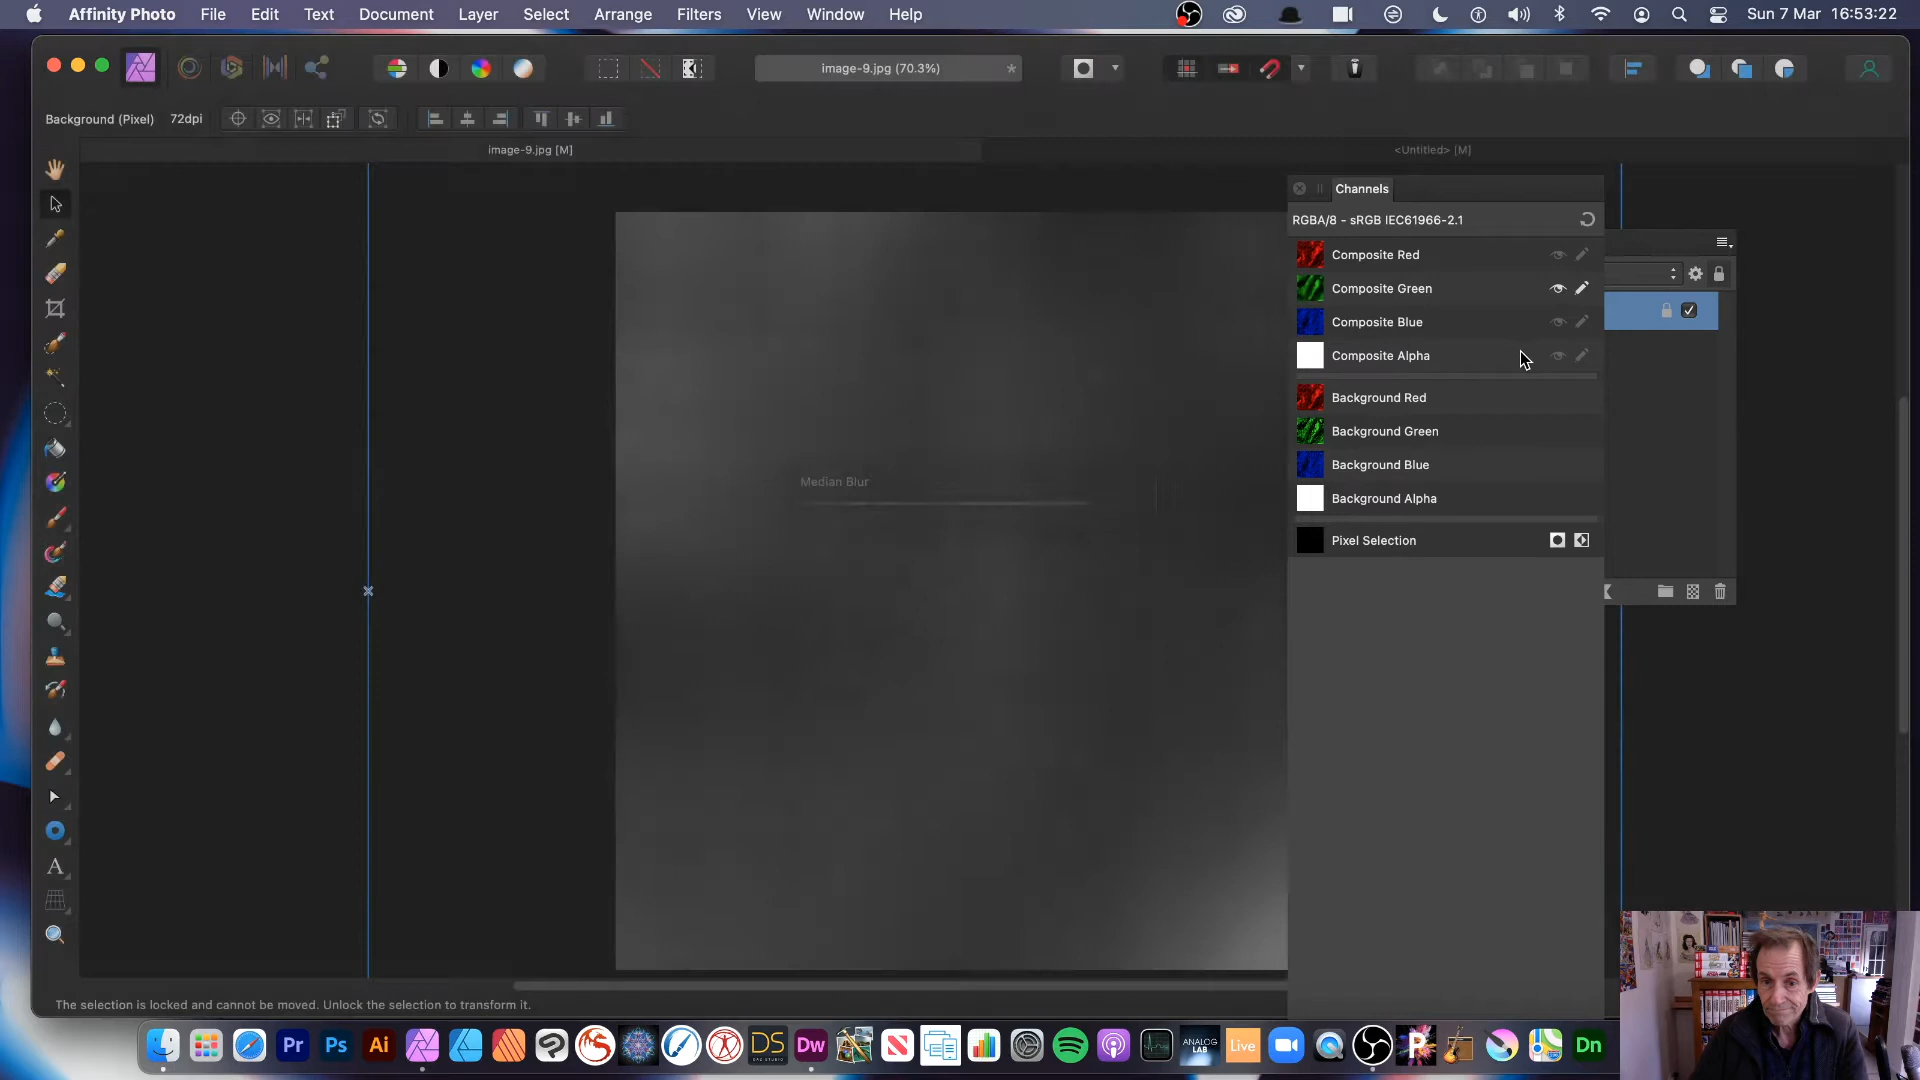 Affinity Photo File Edit Text Document Layer Select Arrange Filters View Window Help Sun 7 Mar 16:53:22
image-9.jpg (70.3%) *
Background (Pixel) 72dpi
image-9.jpg [M] <Untitled> [M]
Channels
RGBA/8 - sRGB IEC61966-2.1
Composite Red
Composite Green
Composite Blue
Composite Alpha
Background Red
Background Green
Background Blue
Background Alpha
Pixel Selection
Median Blur
A
The selection is locked and cannot be moved. Unlock the selection to transform it.
Pr Ps Ai DS Dw ANALOG LAB Live P Dn